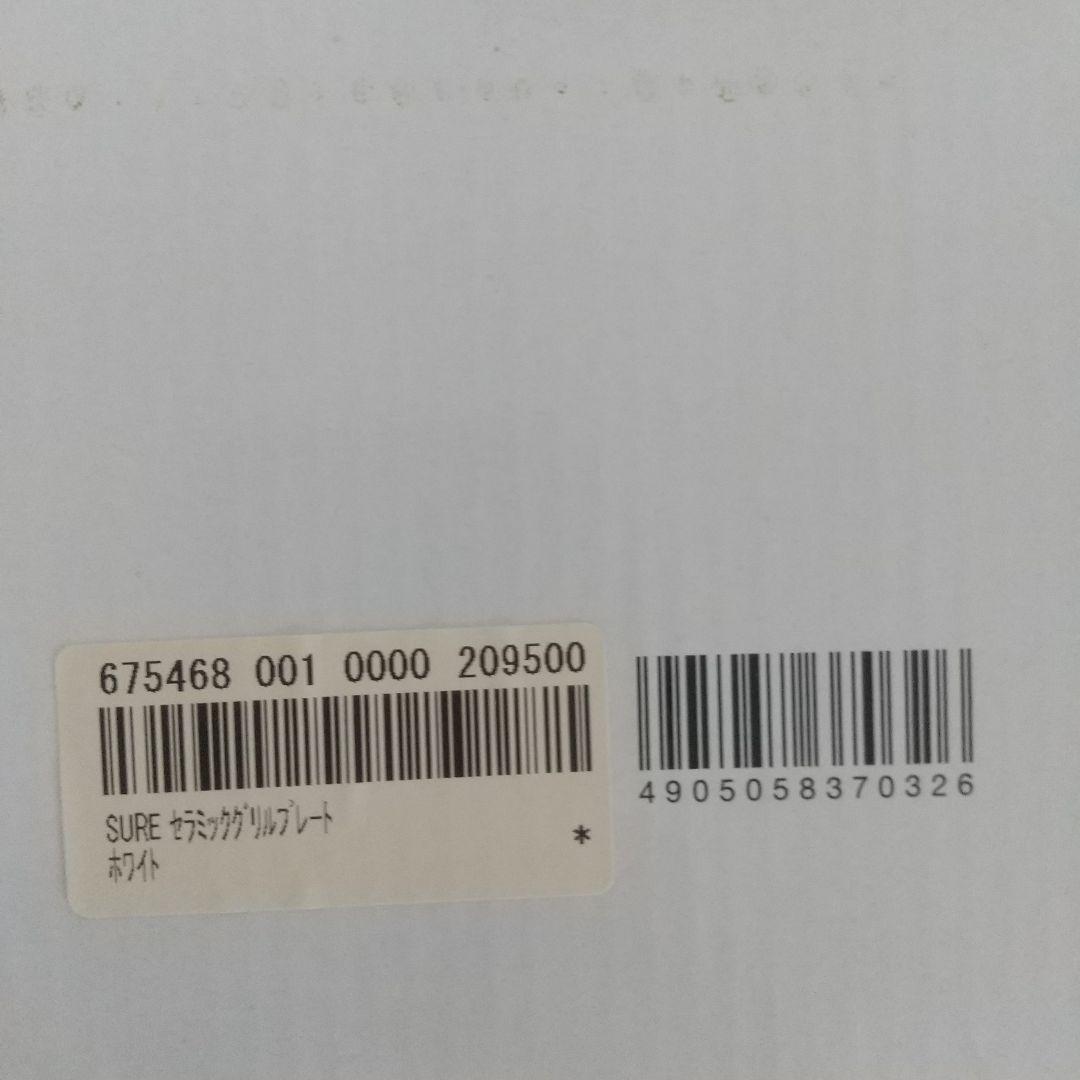 675468 001 0000 209500
SURE ｾﾗﾐｯｸｸﾞﾘﾙﾌﾟﾚｰﾄ
ﾎﾜｲﾄ
*
4905058370326